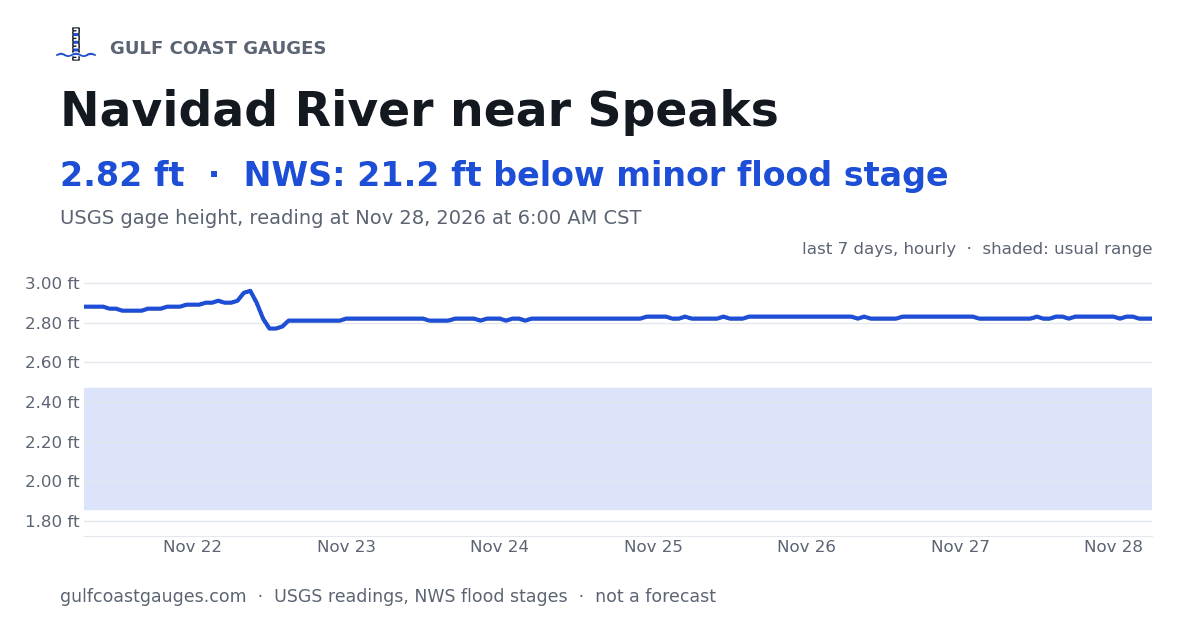 GULF COAST GAUGES
Navidad River near Speaks
2.82 ft · NWS: 21.2 ft below minor flood stage
USGS gage height, reading at Nov 28, 2026 at 6:00 AM CST
last 7 days, hourly · shaded: usual range
3.00 ft
2.80 ft
2.60 ft
2.40 ft
2.20 ft
2.00 ft
1.80 ft
Nov 22 Nov 23 Nov 24 Nov 25 Nov 26 Nov 27 Nov 28
gulfcoastgauges.com · USGS readings, NWS flood stages · not a forecast